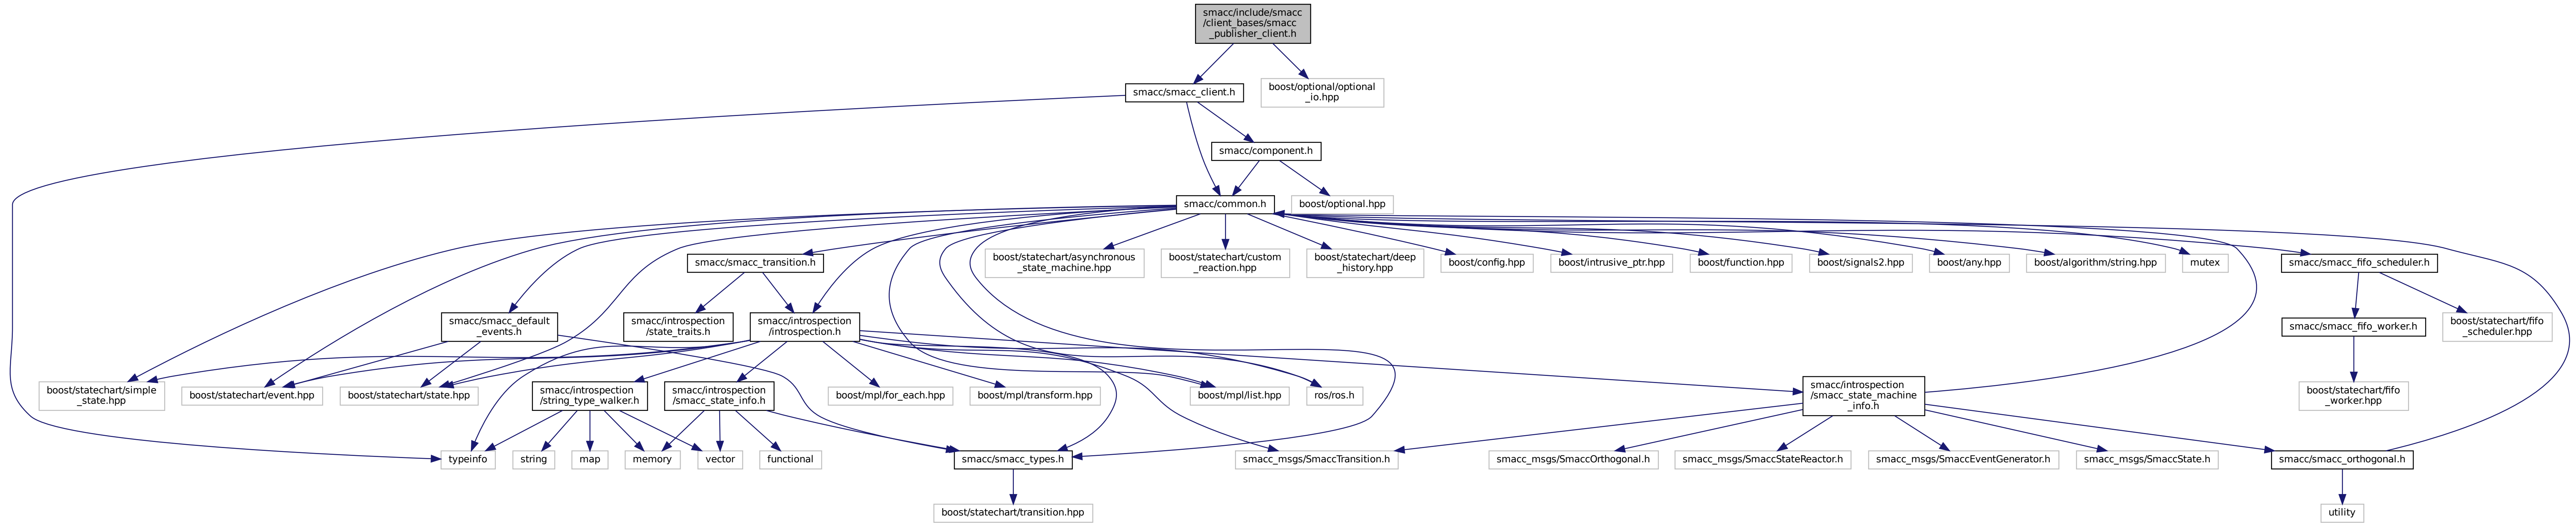 smacc/include/smacc
/client_bases/smacc
_publisher_client.h
smacc/smacc_client.h
boost/optional/optional
_io.hpp
smacc/component.h
smacc/common.h
boost/optional.hpp
smacc/smacc_transition.h
boost/statechart/asynchronous
_state_machine.hpp
boost/statechart/custom
_reaction.hpp
boost/statechart/deep
_history.hpp
boost/config.hpp
boost/intrusive_ptr.hpp
boost/function.hpp
boost/signals2.hpp
boost/any.hpp
boost/algorithm/string.hpp
mutex
smacc/smacc_fifo_scheduler.h
smacc/smacc_default
_events.h
smacc/introspection
/state_traits.h
smacc/introspection
/introspection.h
smacc/smacc_fifo_worker.h
boost/statechart/fifo
_scheduler.hpp
boost/statechart/simple
_state.hpp
boost/statechart/event.hpp
boost/statechart/state.hpp
smacc/introspection
/string_type_walker.h
smacc/introspection
/smacc_state_info.h
boost/mpl/for_each.hpp
boost/mpl/transform.hpp
boost/mpl/list.hpp
ros/ros.h
smacc/introspection
/smacc_state_machine
_info.h
boost/statechart/fifo
_worker.hpp
typeinfo
string
map
memory
vector
functional
smacc/smacc_types.h
smacc_msgs/SmaccTransition.h
smacc_msgs/SmaccOrthogonal.h
smacc_msgs/SmaccStateReactor.h
smacc_msgs/SmaccEventGenerator.h
smacc_msgs/SmaccState.h
smacc/smacc_orthogonal.h
boost/statechart/transition.hpp
utility